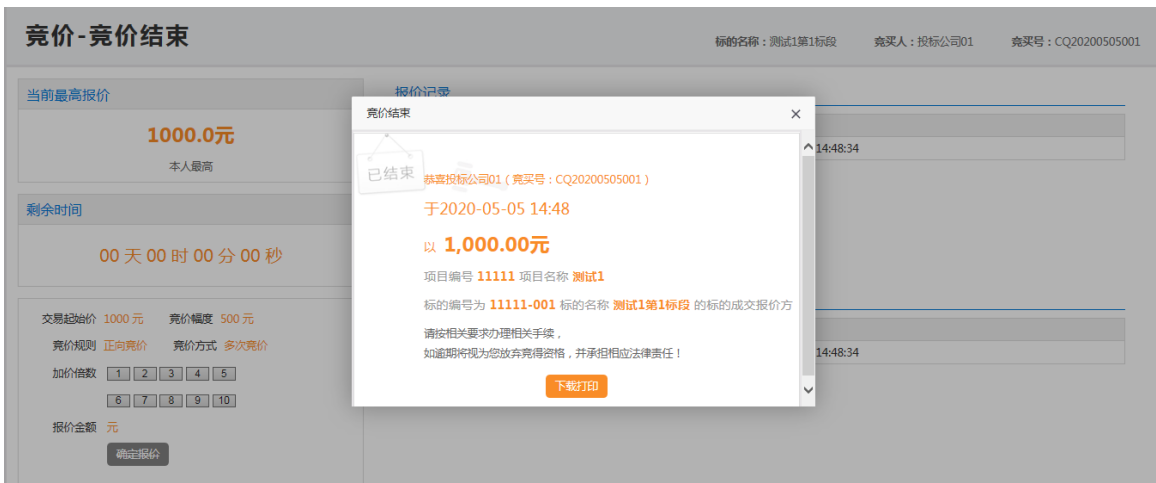 竞价-竞价结束
标的名称：测试1第1标段 竞买人：投标公司01 竞买号：CQ20200505001
当前最高报价
1000.0元
本人最高
剩余时间
00 天 00 时 00 分 00 秒
交易起始价 1000 元 竞价幅度 500 元
竞价规则 正向竞价 竞价方式 多次竞价
加价倍数 1 2 3 4 5
6 7 8 9 10
报价金额 元
确定报价
报价记录
14:48:34
14:48:34
竞价结束 ×
已结束
恭喜投标公司01（竞买号：CQ20200505001）
于2020-05-05 14:48
以 1,000.00元
项目编号 11111 项目名称 测试1
标的编号为 11111-001 标的名称 测试1第1标段 的标的成交报价方
请按相关要求办理相关手续，
如逾期将视为您放弃竞得资格，并承担相应法律责任！
下载打印